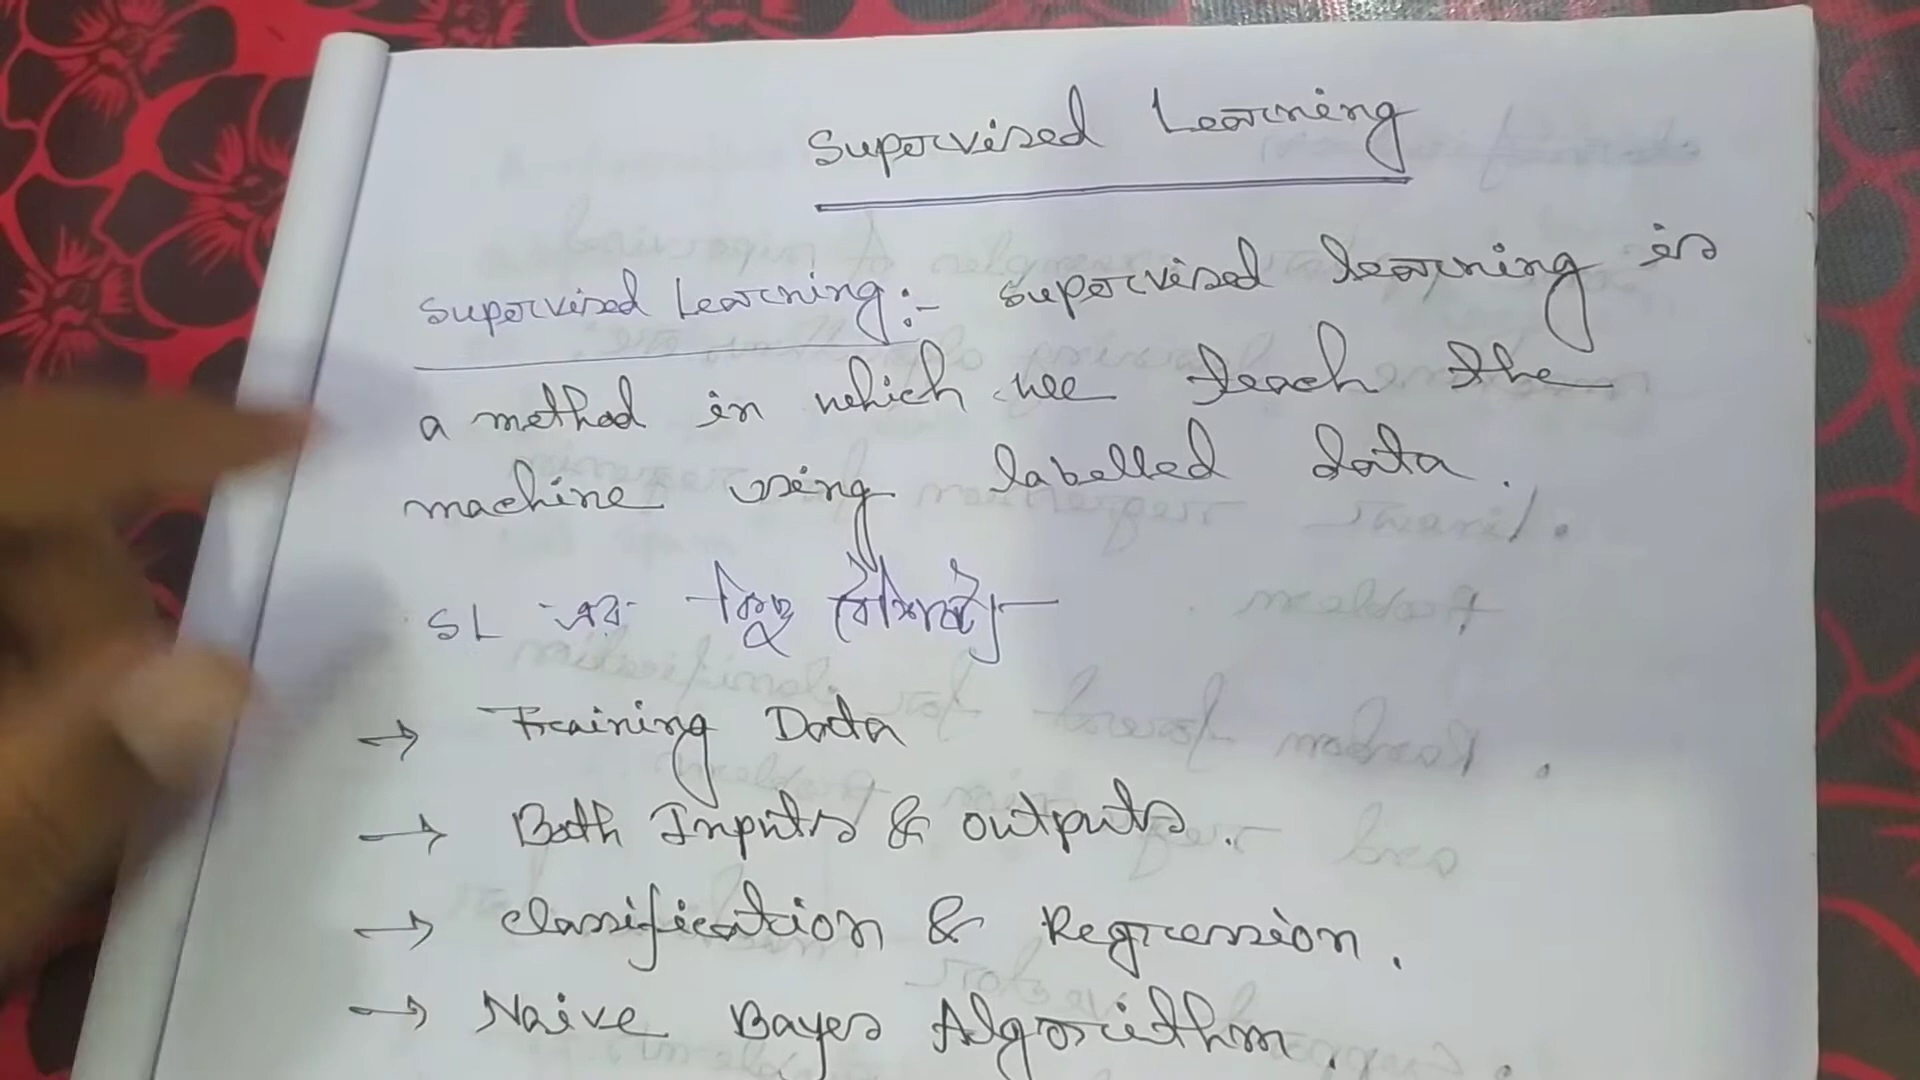 Supervised Learning
Supervised Learning:- Supervised learning is
a method in which we teach the
machine using labelled data.
SL এর কিছু বৈশিষ্ট্য
→ Training Data
→ Both Inputs & outputs.
→ Classification & Regression.
→ Naive Bayes Algorithm.